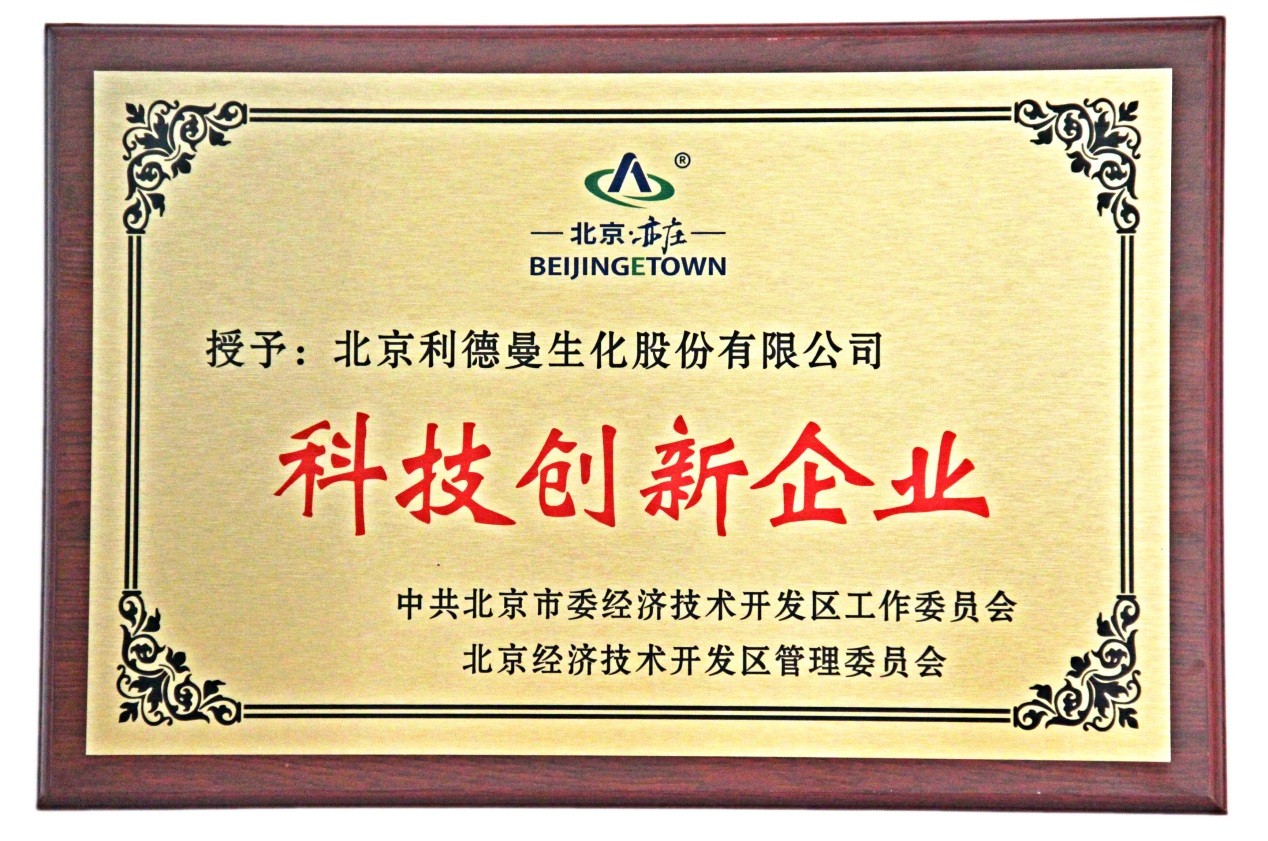 ®
北京·亦庄
BEIJINGETOWN
授予：北京利德曼生化股份有限公司
科技创新企业
中共北京市委经济技术开发区工作委员会
北京经济技术开发区管理委员会